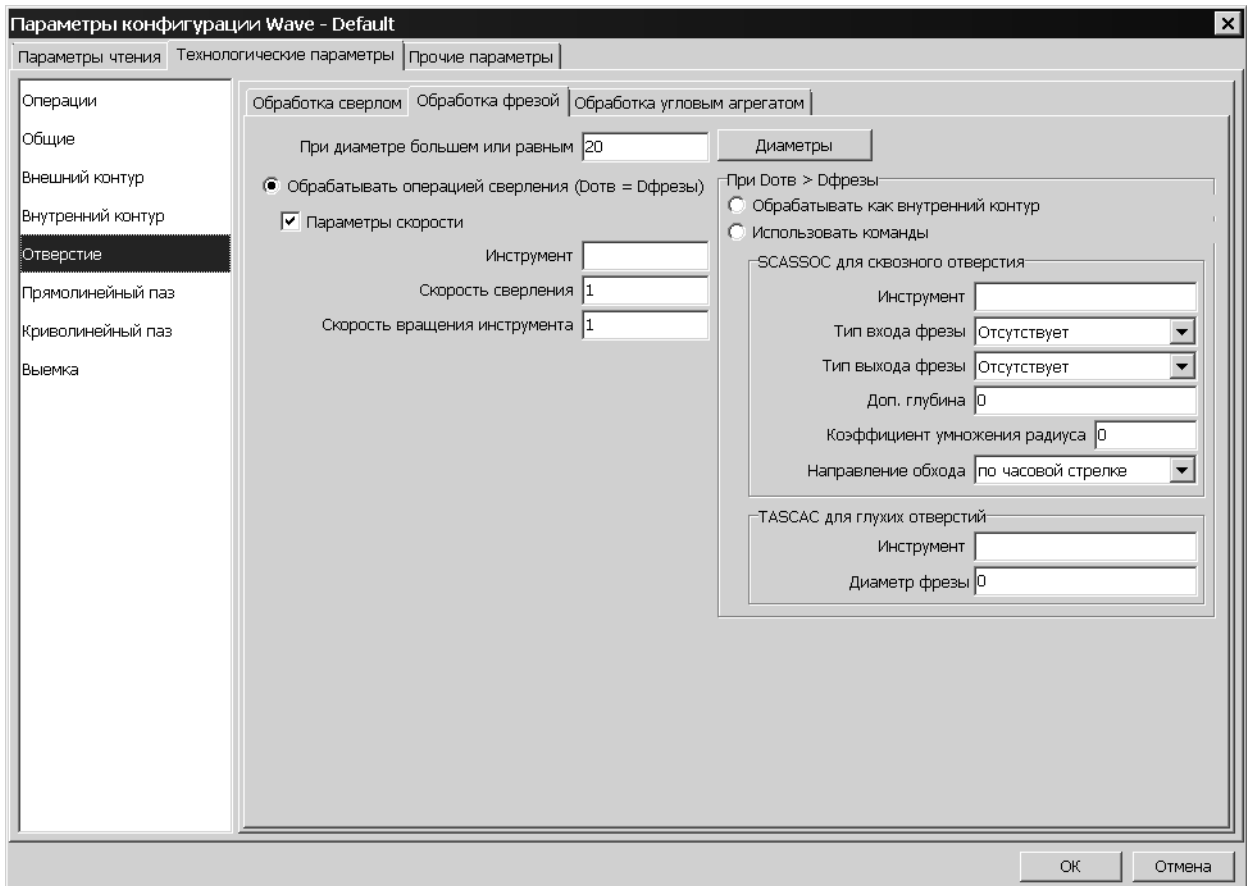 Параметры конфигурации Wave - Default
Параметры чтения
Технологические параметры
Прочие параметры
Операции
Общие
Внешний контур
Внутренний контур
Отверстие
Прямолинейный паз
Криволинейный паз
Выемка
Обработка сверлом
Обработка фрезой
Обработка угловым агрегатом
При диаметре большем или равным 20
Диаметры
Обрабатывать операцией сверления (Dотв = Dфрезы)
Параметры скорости
Инструмент
Скорость сверления 1
Скорость вращения инструмента 1
При Dотв > Dфрезы
Обрабатывать как внутренний контур
Использовать команды
SCASSOC для сквозного отверстия
Инструмент
Тип входа фрезы Отсутствует
Тип выхода фрезы Отсутствует
Доп. глубина 0
Коэффициент умножения радиуса 0
Направление обхода по часовой стрелке
TASCAC для глухих отверстий
Инструмент
Диаметр фрезы 0
ОК
Отмена